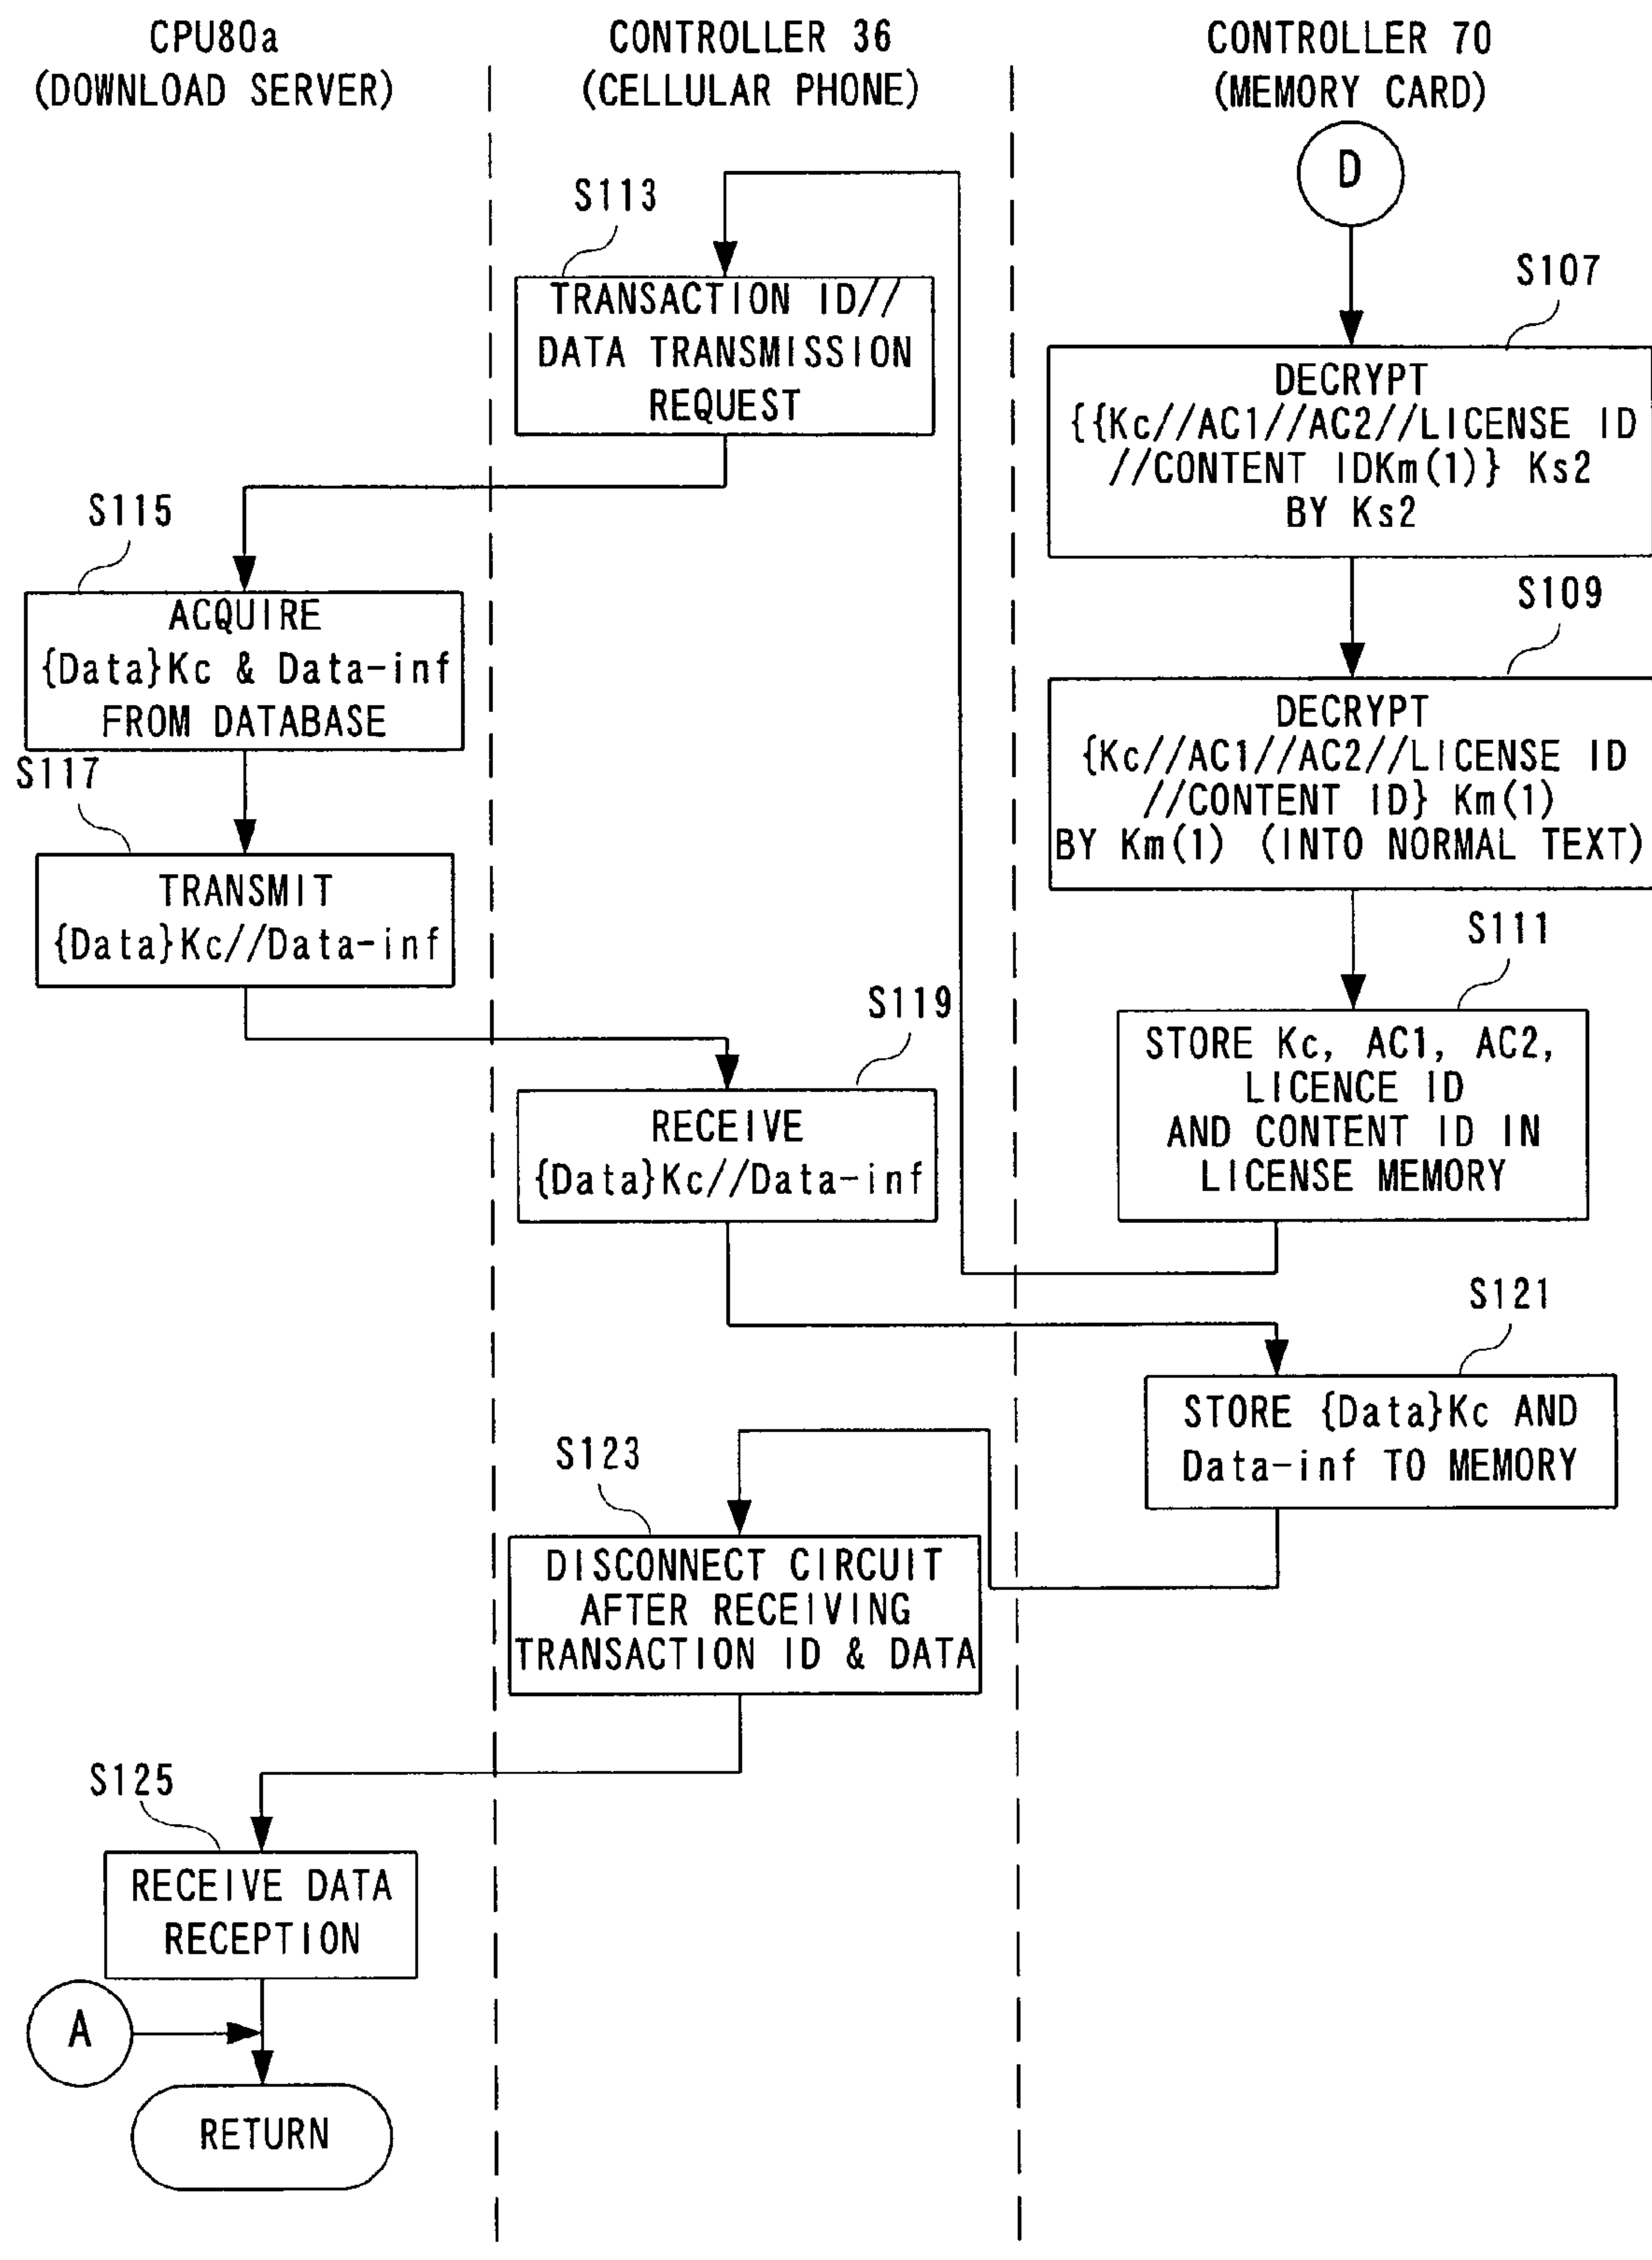 CPU80a
(DOWNLOAD SERVER)
CONTROLLER 36
(CELLULAR PHONE)
CONTROLLER 70
(MEMORY CARD)
D
S107
DECRYPT
{{Kc//AC1//AC2//LICENSE ID
//CONTENT IDKm(1)} Ks2
BY Ks2
S109
DECRYPT
{Kc//AC1//AC2//LICENSE ID
//CONTENT ID} Km(1)
BY Km(1) (INTO NORMAL TEXT)
S111
STORE Kc, AC1, AC2,
LICENCE ID
AND CONTENT ID IN
LICENSE MEMORY
S113
TRANSACTION ID//
DATA TRANSMISSION
REQUEST
S115
ACQUIRE
{Data}Kc & Data-inf
FROM DATABASE
S117
TRANSMIT
{Data}Kc//Data-inf
S119
RECEIVE
{Data}Kc//Data-inf
S121
STORE {Data}Kc AND
Data-inf TO MEMORY
S123
DISCONNECT CIRCUIT
AFTER RECEIVING
TRANSACTION ID & DATA
S125
RECEIVE DATA
RECEPTION
A
RETURN